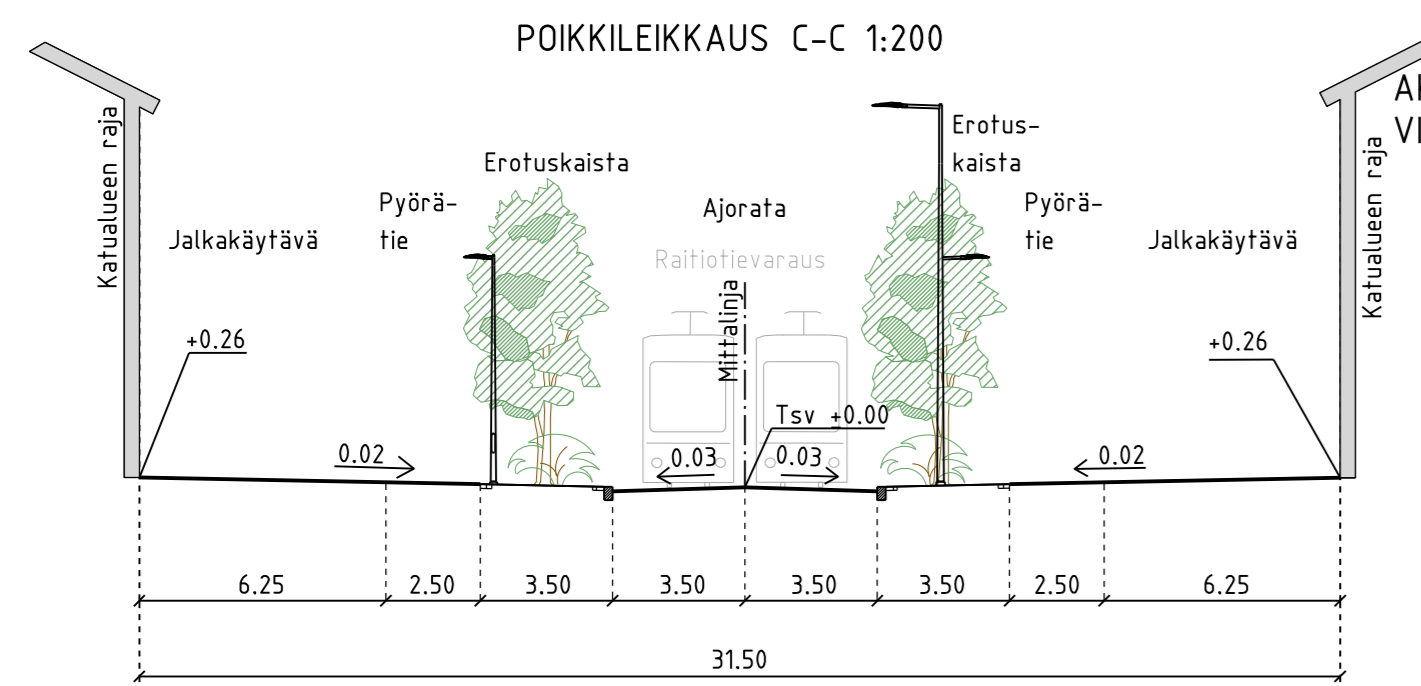 POIKKILEIKKAUS C-C 1:200
Katualueen raja
Jalkakäytävä
Pyörä-
tie
Erotuskaista
Ajorata
Raitiotievaraus
Mittalinja
Erotus-
kaista
Pyörä-
tie
Jalkakäytävä
Katualueen raja
+0.26
+0.26
Tsv ±0.00
0.02
0.03
0.03
0.02
6.25
2.50
3.50
3.50
3.50
3.50
2.50
6.25
31.50